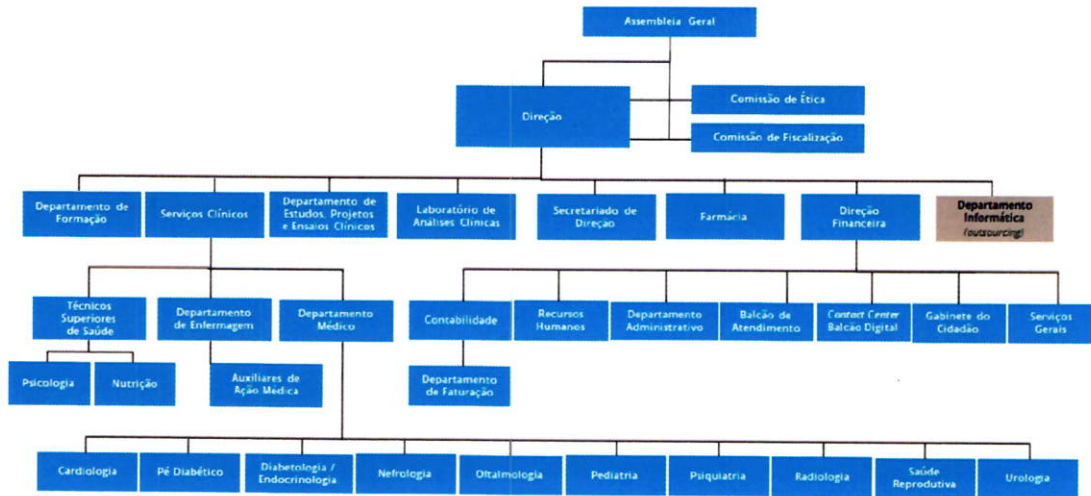 Assembleia Geral
Direção
Comissão de Ética
Comissão de Fiscalização
Departamento de
Formação
Serviços Clínicos
Departamento de
Estudos, Projetos
e Ensaios Clínicos
Laboratório de
Análises Clínicas
Secretariado de
Direção
Farmácia
Direção
Financeira
Departamento
Informática
(outsourcing)
Técnicos
Superiores
de Saúde
Departamento
de Enfermagem
Departamento
Médico
Contabilidade
Recursos
Humanos
Departamento
Administrativo
Balcão de
Atendimento
Contact Center
Balcão Digital
Gabinete do
Cidadão
Serviços
Gerais
Psicologia
Nutrição
Auxiliares de
Ação Médica
Departamento
de Faturação
Cardiologia
Pé Diabético
Diabetologia /
Endocrinologia
Nefrologia
Oftalmologia
Pediatria
Psiquiatria
Radiologia
Saúde
Reprodutiva
Urologia